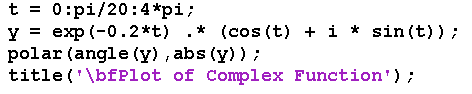 t = 0:pi/20:4*pi;
y = exp(-0.2*t) .* (cos(t) + i * sin(t));
polar(angle(y),abs(y));
title('\bfPlot of Complex Function');